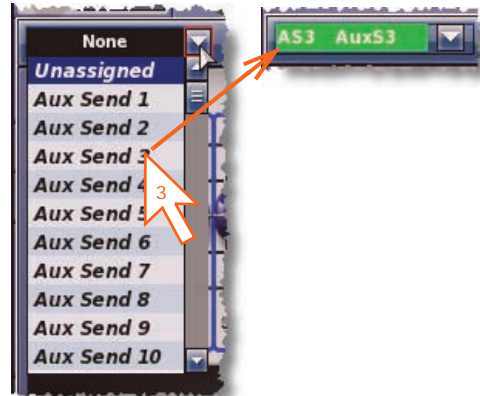 None
Unassigned
Aux Send 1
Aux Send 2
Aux Send 3
Aux Send 4
Aux Send 5
Aux Send 6
Aux Send 7
Aux Send 8
Aux Send 9
Aux Send 10
3
AS3 AuxS3